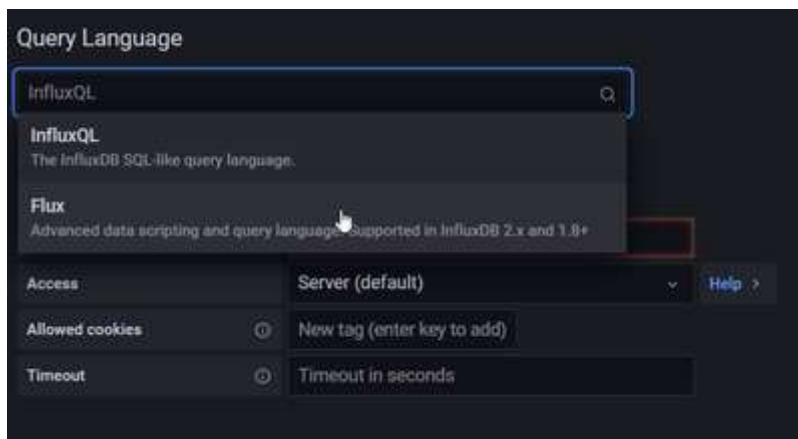 Query Language
InfluxQL
InfluxQL
The InfluxDB SQL-like query language.
Flux
Advanced data scripting and query language. Supported in InfluxDB 2.x and 1.8+
Access
Server (default)
Help >
Allowed cookies
New tag (enter key to add)
Timeout
Timeout in seconds